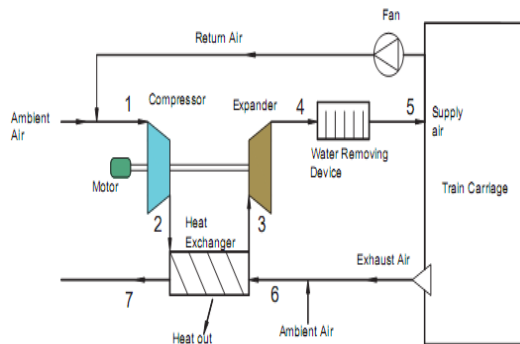 Fan
Return Air
Compressor
Expander
1
4
5
Ambient
Air
Supply
air
Water Removing
Device
Motor
Train Carriage
2
Heat
Exchanger
3
Exhaust Air
7
6
Heat out
Ambient Air